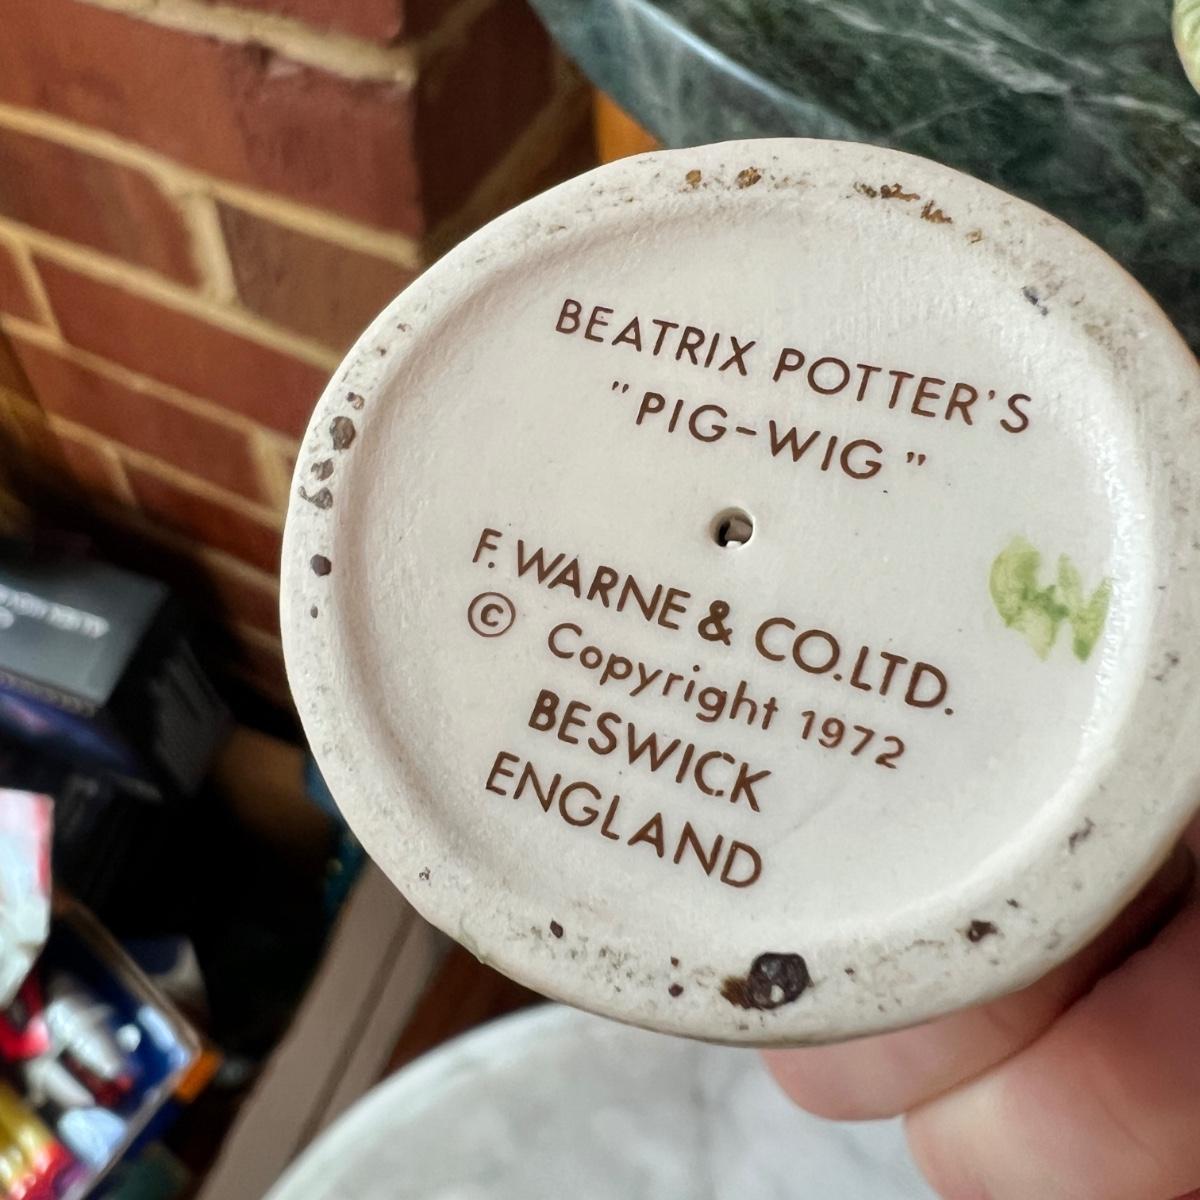 BEATRIX POTTER'S
"PIG-WIG"
F. WARNE & CO.LTD.
© Copyright 1972
BESWICK
ENGLAND